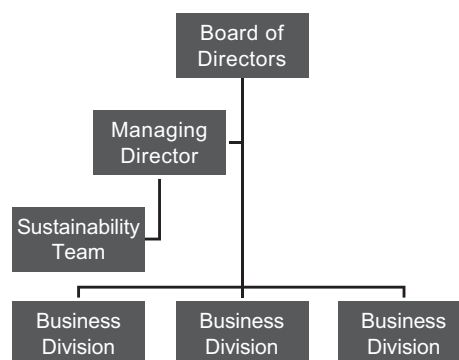 Board of
Directors
Managing
Director
Sustainability
Team
Business
Division
Business
Division
Business
Division